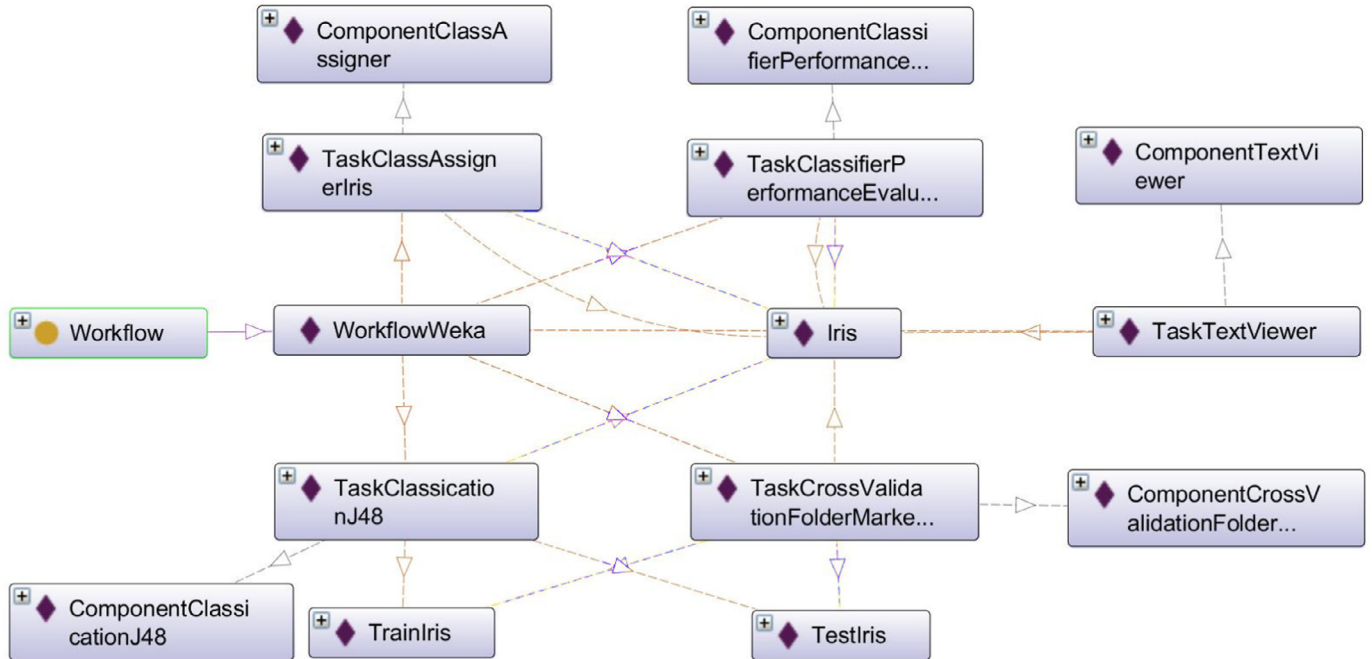 ComponentClassA
ssigner
ComponentClassi
fierPerformance...
TaskClassAssign
erIris
TaskClassifierP
erformanceEvalu...
ComponentTextVi
ewer
Workflow
WorkflowWeka
Iris
TaskTextViewer
TaskClassicatio
nJ48
TaskCrossValida
tionFolderMarke...
ComponentCrossV
alidationFolder...
ComponentClassi
cationJ48
TrainIris
TestIris